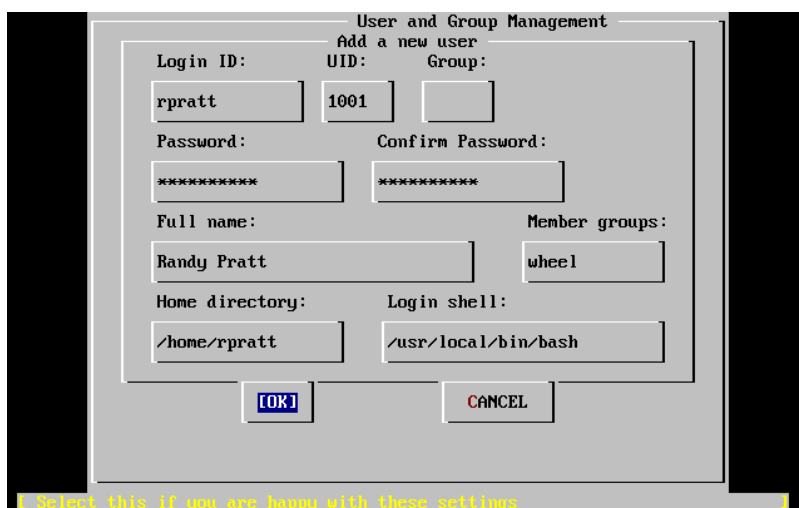 User and Group Management
Add a new user
Login ID: UID: Group:
rpratt 1001
Password: Confirm Password:
********** **********
Full name: Member groups:
Randy Pratt wheel
Home directory: Login shell:
/home/rpratt /usr/local/bin/bash
[OK] CANCEL
[ Select this if you are happy with these settings ]